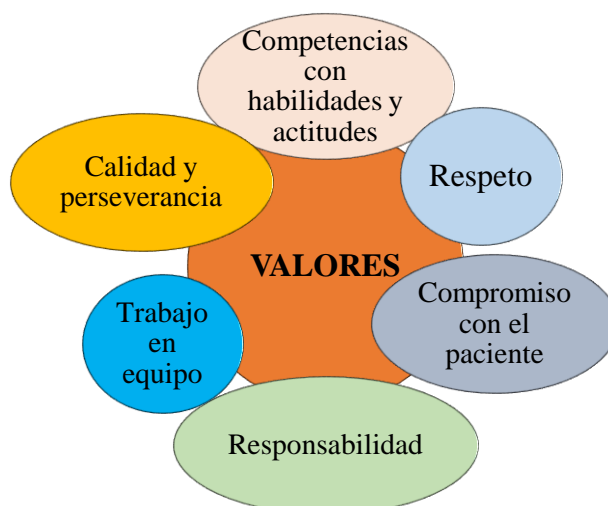 Competencias
con
habilidades y
actitudes
Calidad y
perseverancia
Respeto
VALORES
Compromiso
con el
paciente
Trabajo
en
equipo
Responsabilidad